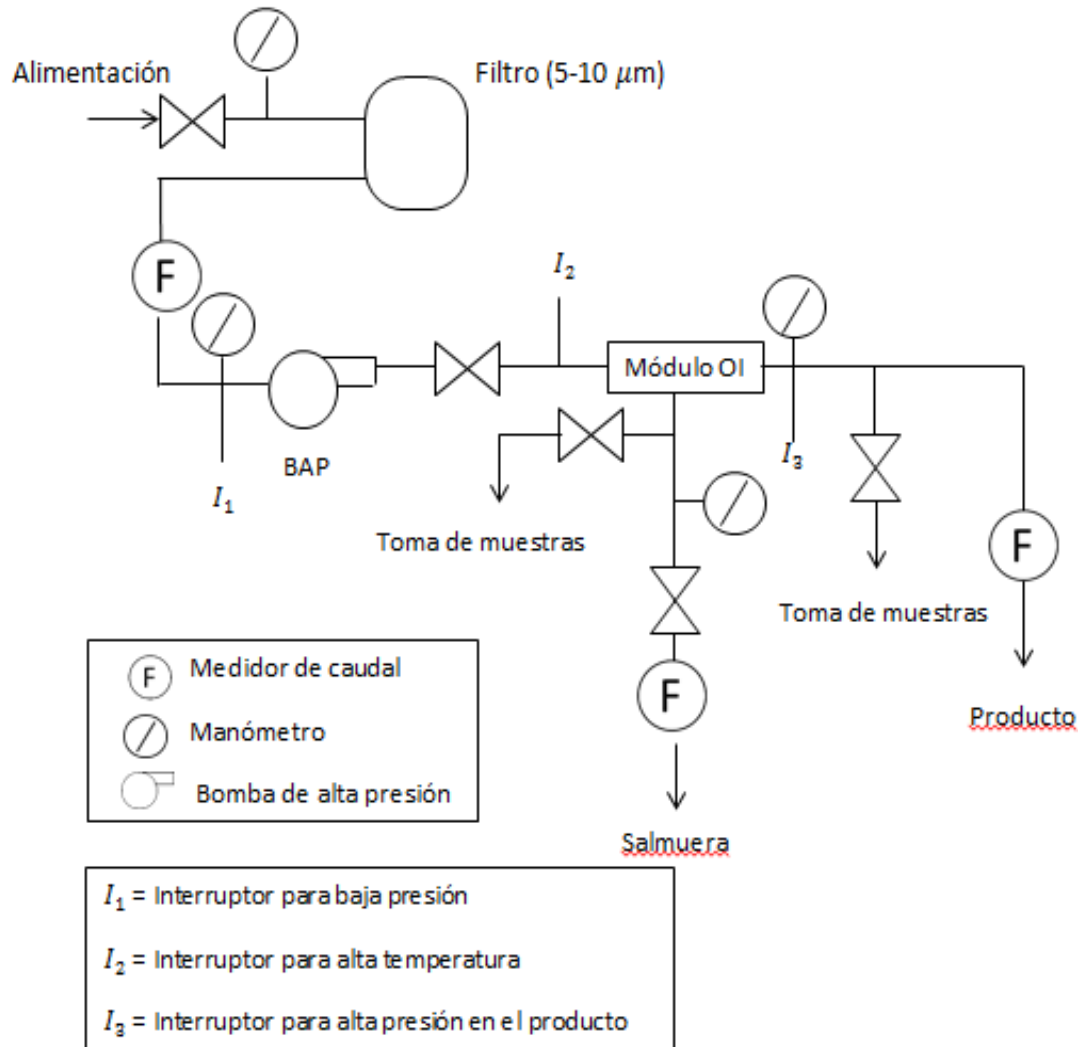 Alimentación
Filtro (5-10 μm)
F
I₂
Módulo OI
I₁
BAP
I₃
F
Toma de muestras
Toma de muestras
F
Producto
Salmuera
F Medidor de caudal
Manómetro
Bomba de alta presión
I₁ = Interruptor para baja presión
I₂ = Interruptor para alta temperatura
I₃ = Interruptor para alta presión en el producto